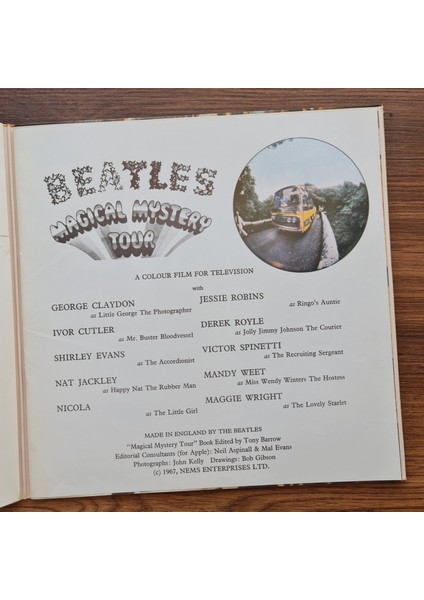 BEATLES
MAGICAL MYSTERY
TOUR
A COLOUR FILM FOR TELEVISION
with
GEORGE CLAYDON
as Little George The Photographer
JESSIE ROBINS
as Ringo's Auntie
IVOR CUTLER
as Mr. Buster Bloodvessel
DEREK ROYLE
as Jolly Jimmy Johnson The Courier
SHIRLEY EVANS
as The Accordionist
VICTOR SPINETTI
as The Recruiting Sergeant
NAT JACKLEY
as Happy Nat The Rubber Man
MANDY WEET
as Miss Wendy Winters The Hostess
NICOLA
as The Little Girl
MAGGIE WRIGHT
as The Lovely Starlet
MADE IN ENGLAND BY THE BEATLES
"Magical Mystery Tour" Book Edited by Tony Barrow
Editorial Consultants (for Apple): Neil Aspinall & Mal Evans
Photographs: John Kelly Drawings: Bob Gibson
(c) 1967, NEMS ENTERPRISES LTD.